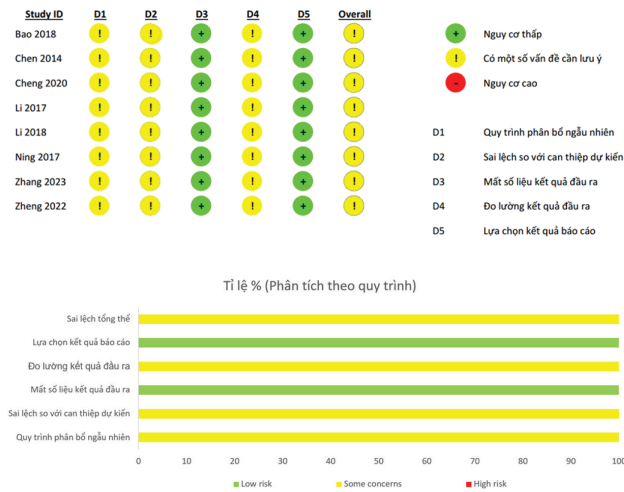 Study ID D1 D2 D3 D4 D5 Overall
Bao 2018 ! ! + ! + ! + Nguy cơ thấp
Chen 2014 ! ! + ! + ! ! Có một số vấn đề cần lưu ý
Cheng 2020 ! ! + ! + ! - Nguy cơ cao
Li 2017 ! ! + ! + !
Li 2018 ! ! + ! + ! D1 Quy trình phân bổ ngẫu nhiên
Ning 2017 ! ! + ! + ! D2 Sai lệch so với can thiệp dự kiến
Zhang 2023 ! ! + ! + ! D3 Mất số liệu kết quả đầu ra
Zheng 2022 ! ! + ! + ! D4 Đo lường kết quả đầu ra
D5 Lựa chọn kết quả báo cáo
Tỉ lệ % (Phân tích theo quy trình)
Sai lệch tổng thể
Lựa chọn kết quả báo cáo
Đo lường kết quả đầu ra
Mất số liệu kết quả đầu ra
Sai lệch so với can thiệp dự kiến
Quy trình phân bổ ngẫu nhiên
0 10 20 30 40 50 60 70 80 90 100
Low risk Some concerns High risk